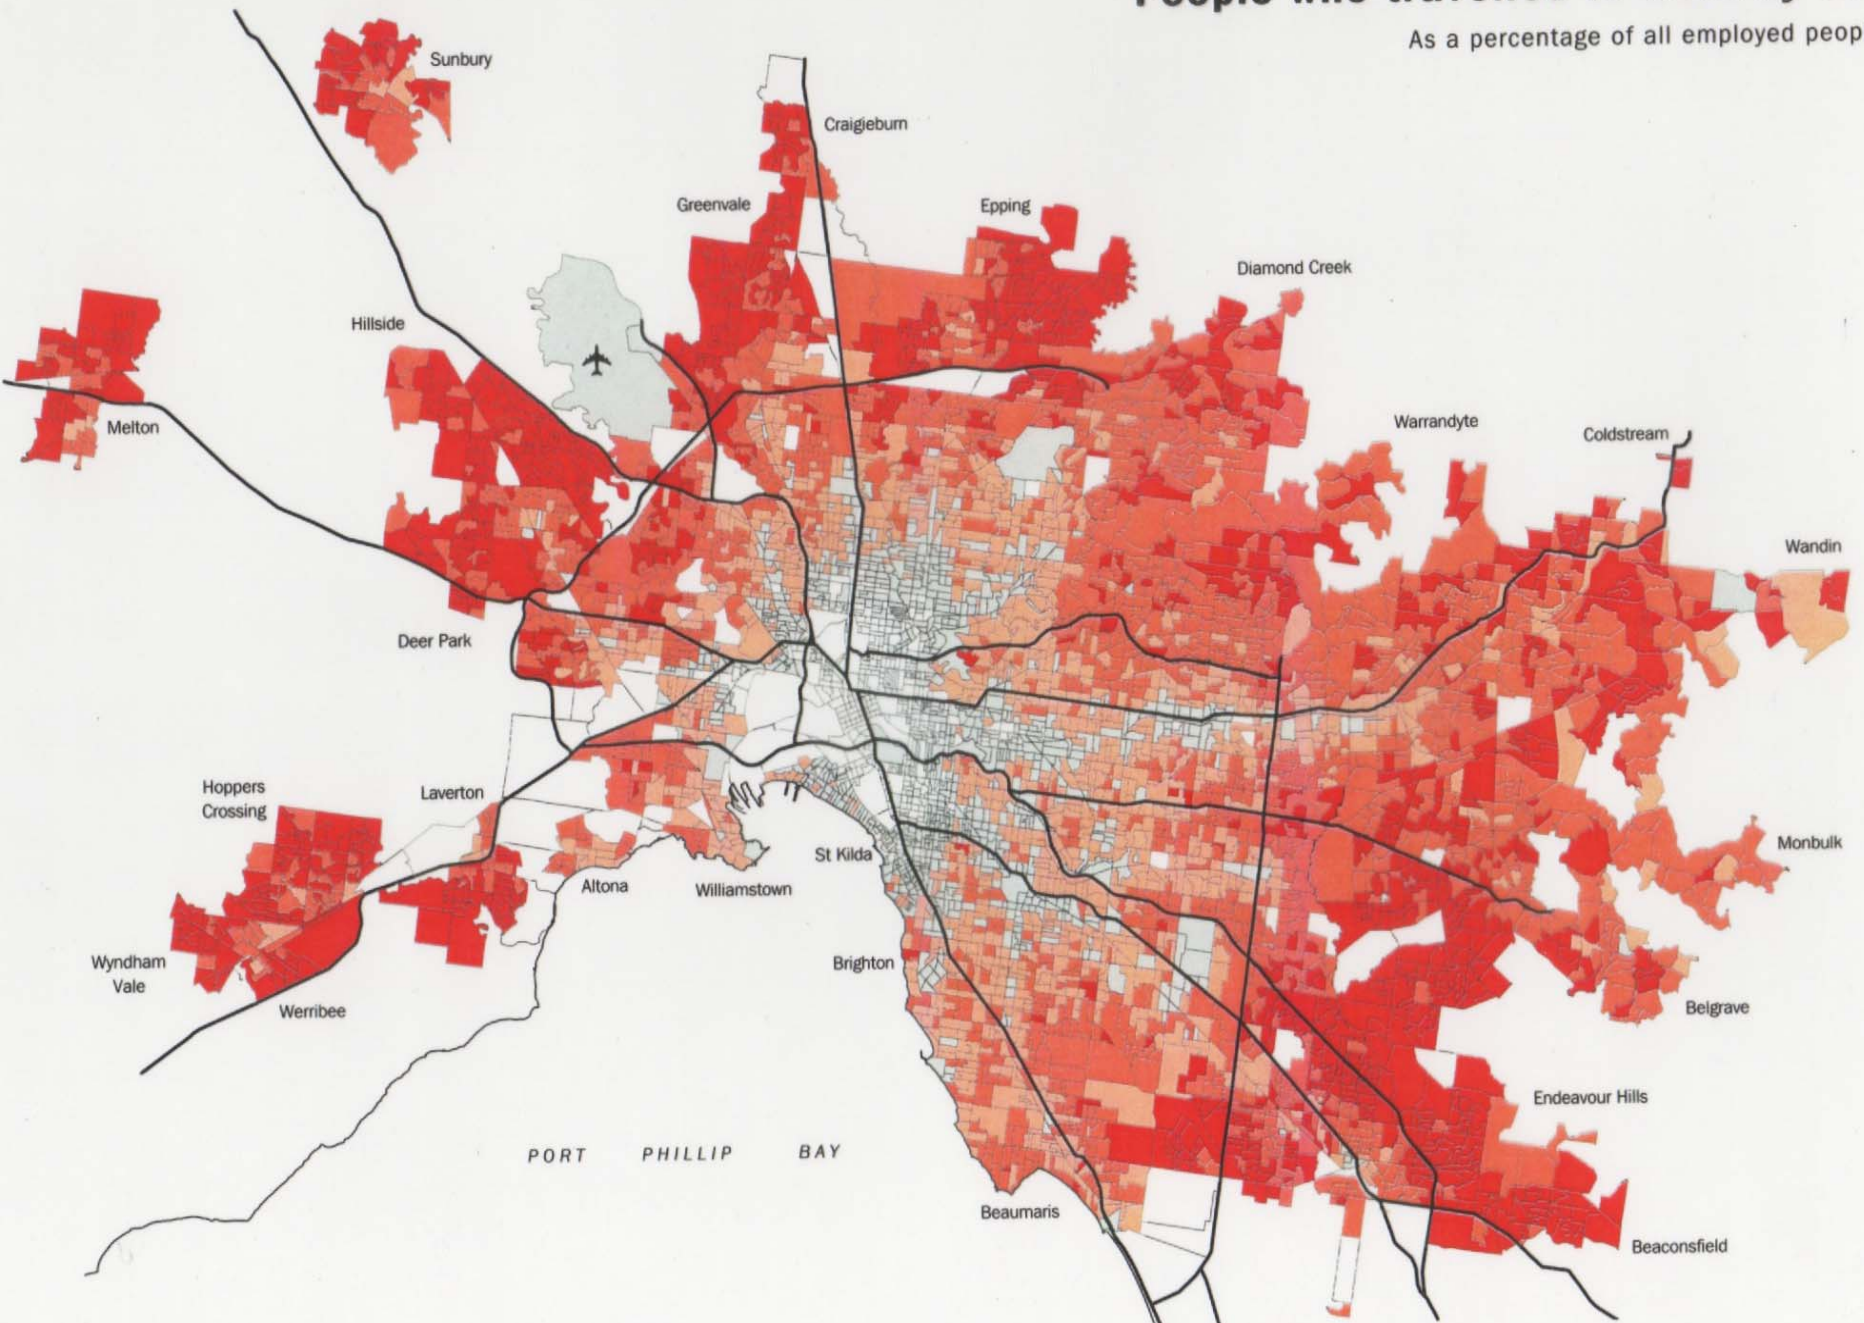 As a percentage of all employed peop
Sunbury
Craigieburn
Greenvale
Epping
Diamond Creek
Hillside
Melton
Warrandyte
Coldstream
Wandin
Deer Park
Hoppers
Crossing
Laverton
St Kilda
Monbulk
Altona
Williamstown
Wyndham
Vale
Brighton
Werribee
Belgrave
Endeavour Hills
PORT PHILLIP BAY
Beaumaris
Beaconsfield